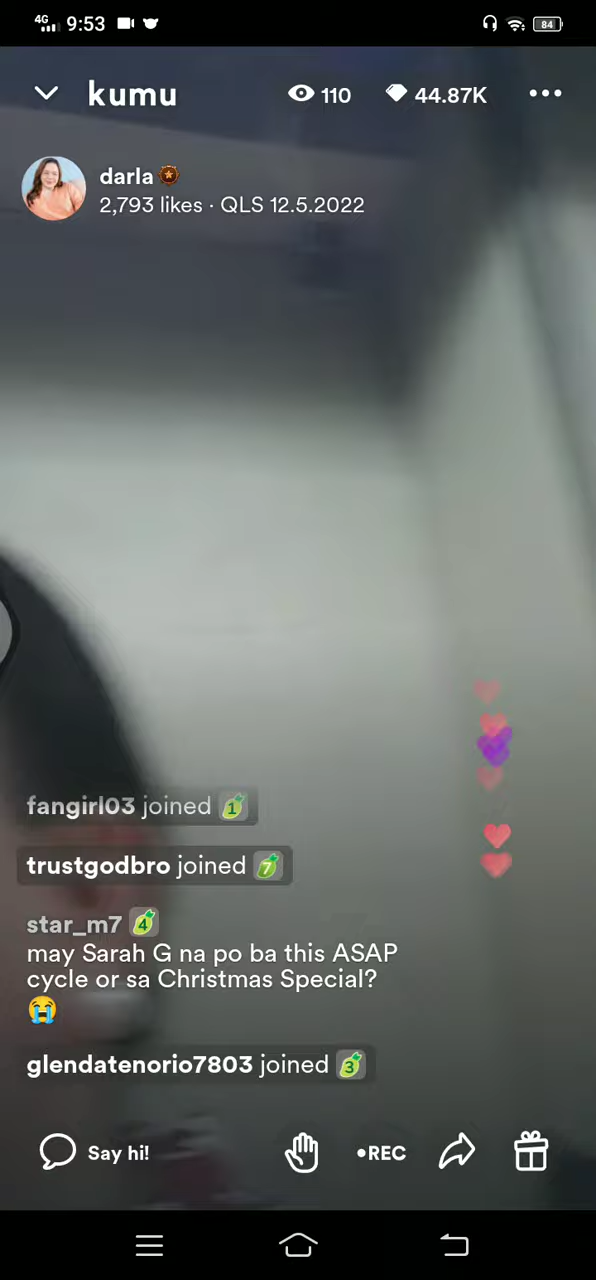 4G 9:53 84
kumu 110 44.87K
darla
2,793 likes · QLS 12.5.2022
fangirl03 joined 1
trustgodbro joined 7
star_m7 4
may Sarah G na po ba this ASAP
cycle or sa Christmas Special?
glendatenorio7803 joined 3
Say hi! •REC